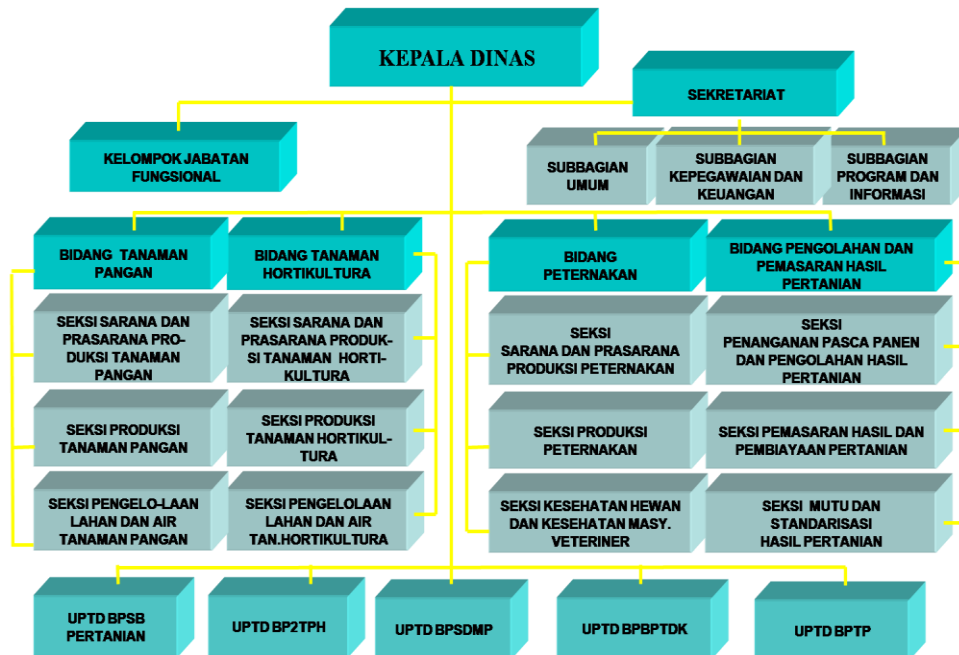 KEPALA DINAS
SEKRETARIAT
KELOMPOK JABATAN
FUNGSIONAL
SUBBAGIAN
UMUM
SUBBAGIAN
KEPEGAWAIAN DAN
KEUANGAN
SUBBAGIAN
PROGRAM DAN
INFORMASI
BIDANG TANAMAN
PANGAN
BIDANG TANAMAN
HORTIKULTURA
BIDANG
PETERNAKAN
BIDANG PENGOLAHAN DAN
PEMASARAN HASIL
PERTANIAN
SEKSI SARANA DAN
PRASARANA PRO-
DUKSI TANAMAN
PANGAN
SEKSI SARANA DAN
PRASARANA PRODUK-
SI TANAMAN HORTI-
KULTURA
SEKSI
SARANA DAN PRASARANA
PRODUKSI PETERNAKAN
SEKSI
PENANGANAN PASCA PANEN
DAN PENGOLAHAN HASIL
PERTANIAN
SEKSI PRODUKSI
TANAMAN PANGAN
SEKSI PRODUKSI
TANAMAN HORTIKUL-
TURA
SEKSI PRODUKSI
PETERNAKAN
SEKSI PEMASARAN HASIL DAN
PEMBIAYAAN PERTANIAN
SEKSI PENGELO-LAAN
LAHAN DAN AIR
TANAMAN PANGAN
SEKSI PENGELOLAAN
LAHAN DAN AIR
TAN.HORTIKULTURA
SEKSI KESEHATAN HEWAN
DAN KESEHATAN MASY.
VETERINER
SEKSI MUTU DAN
STANDARISASI
HASIL PERTANIAN
UPTD BPSB
PERTANIAN
UPTD BP2TPH
UPTD BPSDMP
UPTD BPBPTDK
UPTD BPTP